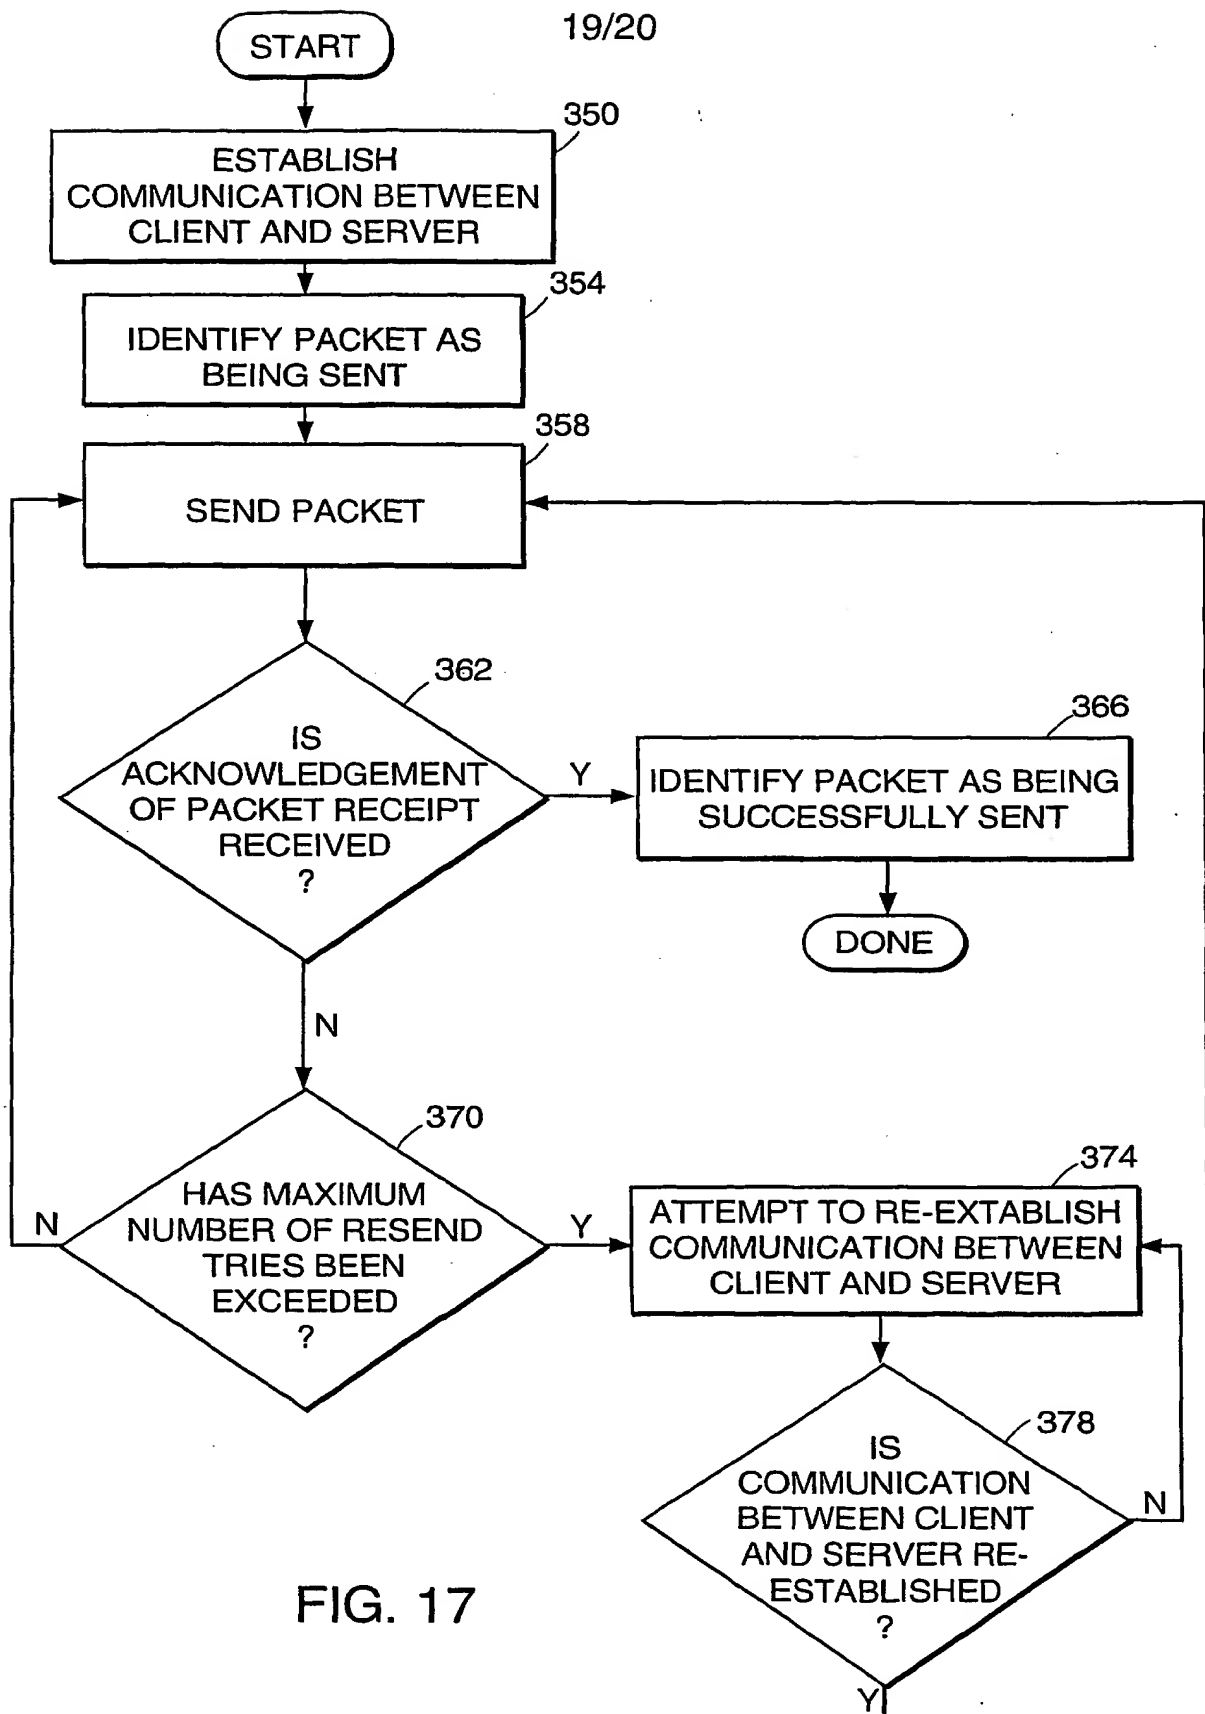 19/20
START
350
ESTABLISH
COMMUNICATION BETWEEN
CLIENT AND SERVER
354
IDENTIFY PACKET AS
BEING SENT
358
SEND PACKET
362
IS
ACKNOWLEDGEMENT
OF PACKET RECEIPT
RECEIVED
?
Y
366
IDENTIFY PACKET AS BEING
SUCCESSFULLY SENT
DONE
N
370
HAS MAXIMUM
NUMBER OF RESEND
TRIES BEEN
EXCEEDED
?
N
Y
374
ATTEMPT TO RE-EXTABLISH
COMMUNICATION BETWEEN
CLIENT AND SERVER
378
IS
COMMUNICATION
BETWEEN CLIENT
AND SERVER RE-
ESTABLISHED
?
N
Y
FIG. 17